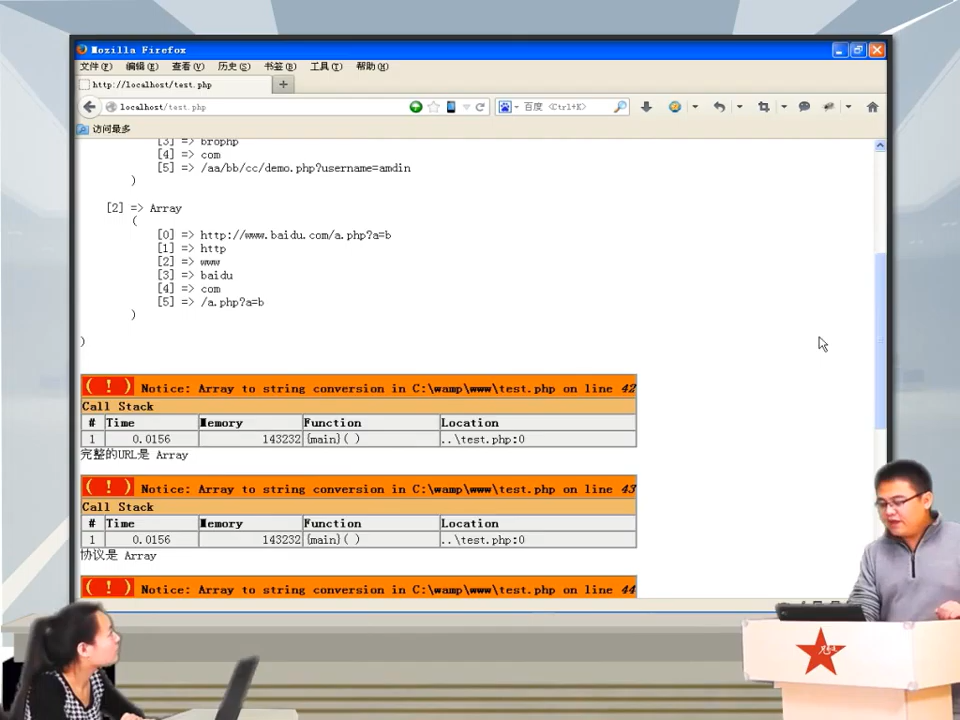 Mozilla Firefox
文件(F) 编辑(E) 查看(V) 历史(S) 书签(B) 工具(T) 帮助(H)
http://localhost/test.php
localhost/test.php 百度 <Ctrl+K>
访问最多
[3] => brophp
[4] => com
[5] => /aa/bb/cc/demo.php?username=amdin
)
[2] => Array
(
[0] => http://www.baidu.com/a.php?a=b
[1] => http
[2] => www
[3] => baidu
[4] => com
[5] => /a.php?a=b
)
)
( ! ) Notice: Array to string conversion in C:\wamp\www\test.php on line 42
Call Stack
# Time Memory Function Location
1 0.0156 143232 {main}( ) ..\test.php:0
完整的URL是 Array
( ! ) Notice: Array to string conversion in C:\wamp\www\test.php on line 43
Call Stack
# Time Memory Function Location
1 0.0156 143232 {main}( ) ..\test.php:0
协议是 Array
( ! ) Notice: Array to string conversion in C:\wamp\www\test.php on line 44